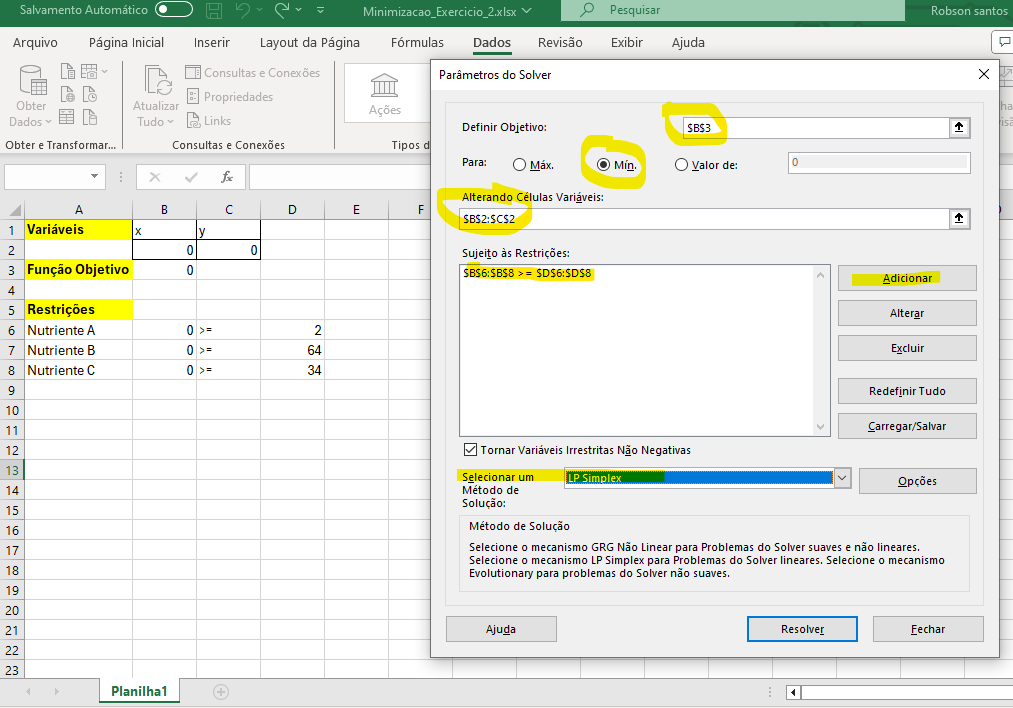 Salvamento Automático
Minimizacao_Exercicio_2.xlsx
Pesquisar
Robson santos
Arquivo Página Inicial Inserir Layout da Página Fórmulas Dados Revisão Exibir Ajuda
Obter Dados
Atualizar Tudo
Consultas e Conexões
Propriedades
Links
Ações
Obter e Transformar...
Consultas e Conexões
Tipos d
fx
A B C D E F
1 Variáveis x y
2 0 0
3 Função Objetivo 0
4
5 Restrições
6 Nutriente A 0 >= 2
7 Nutriente B 0 >= 64
8 Nutriente C 0 >= 34
9
10
11
12
13
14
15
16
17
18
19
20
21
22
23
Planilha1
Parâmetros do Solver
Definir Objetivo: $B$3
Para: Máx. Mín. Valor de: 0
Alterando Células Variáveis:
$B$2:$C$2
Sujeito às Restrições:
$B$6:$B$8 >= $D$6:$D$8
Adicionar
Alterar
Excluir
Redefinir Tudo
Carregar/Salvar
Tornar Variáveis Irrestritas Não Negativas
Selecionar um
Método de
Solução:
LP Simplex
Opções
Método de Solução
Selecione o mecanismo GRG Não Linear para Problemas do Solver suaves e não lineares.
Selecione o mecanismo LP Simplex para Problemas do Solver lineares. Selecione o mecanismo
Evolutionary para problemas do Solver não suaves.
Ajuda
Resolver
Fechar